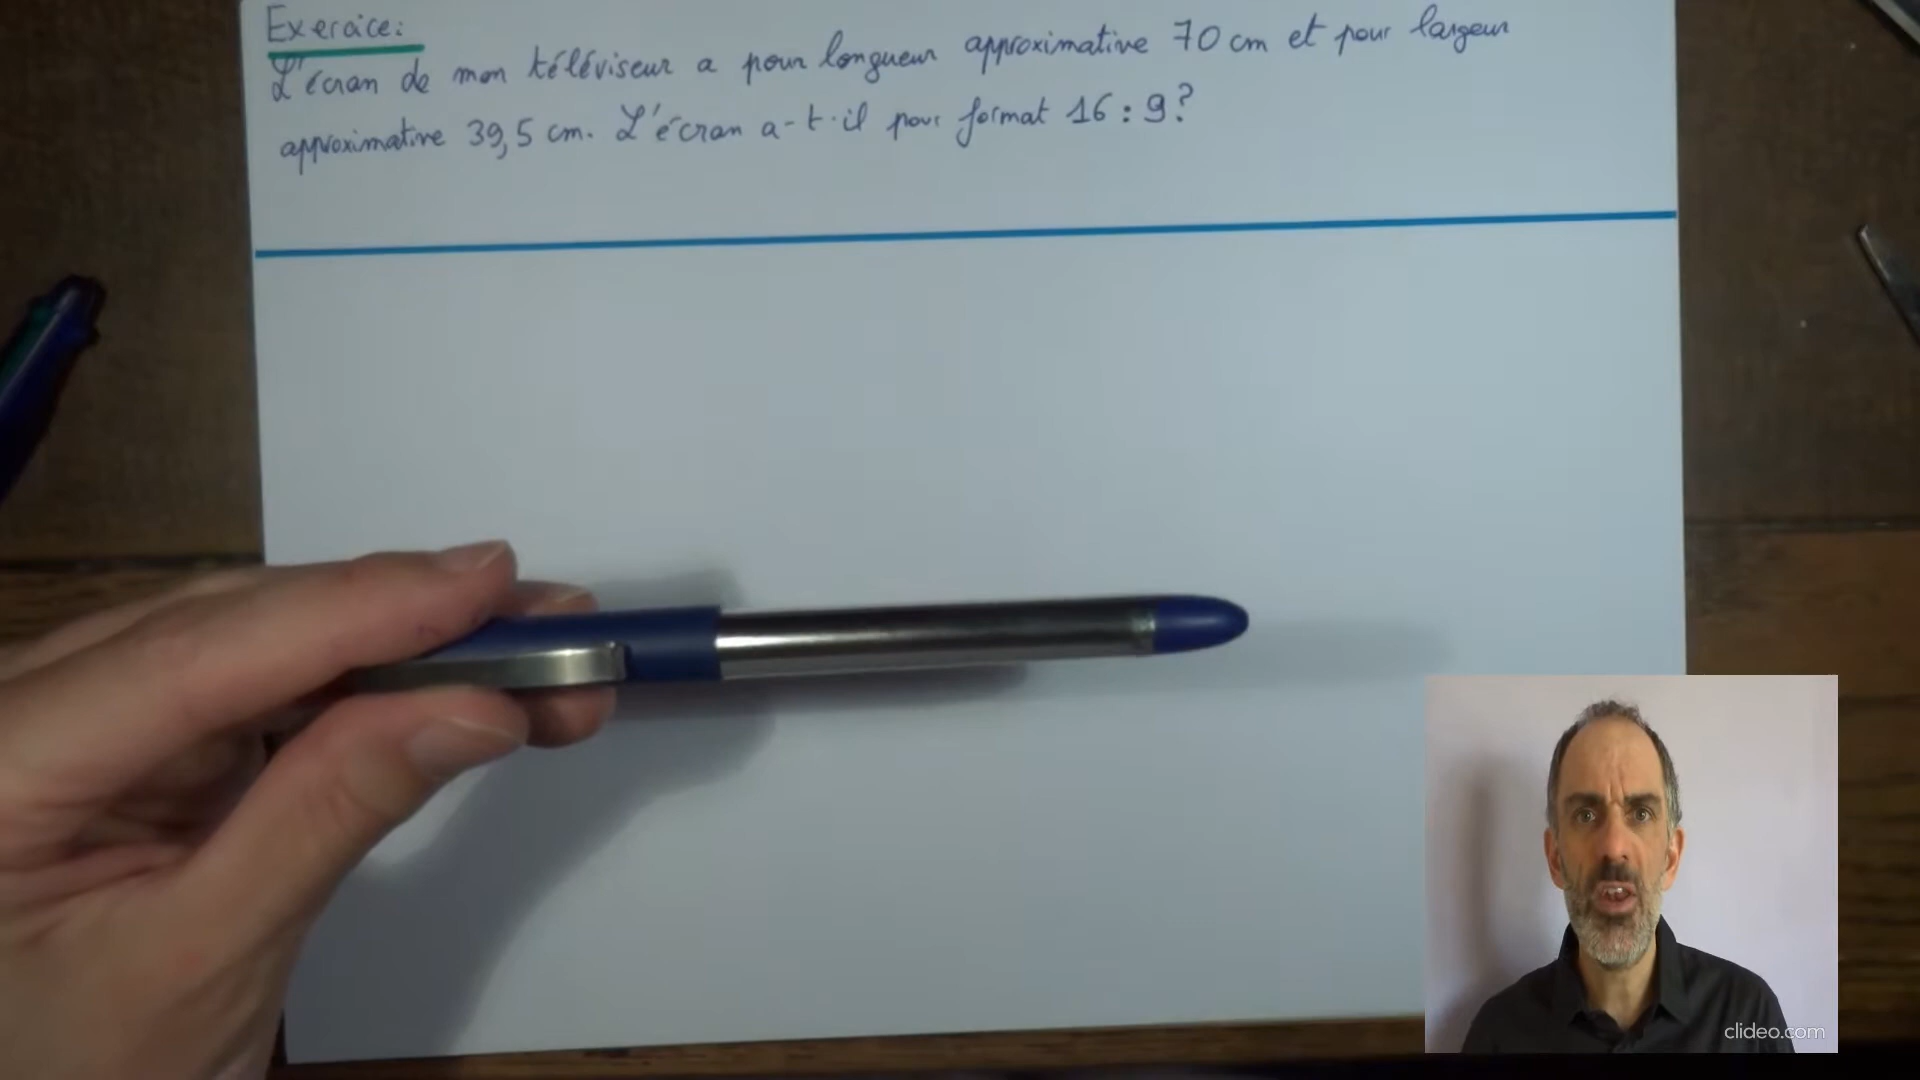 Exercice:
L'écran de mon téléviseur a pour longueur approximative 70 cm et pour largeur
approximative 39,5 cm. L'écran a-t-il pour format 16:9?
clideo.com